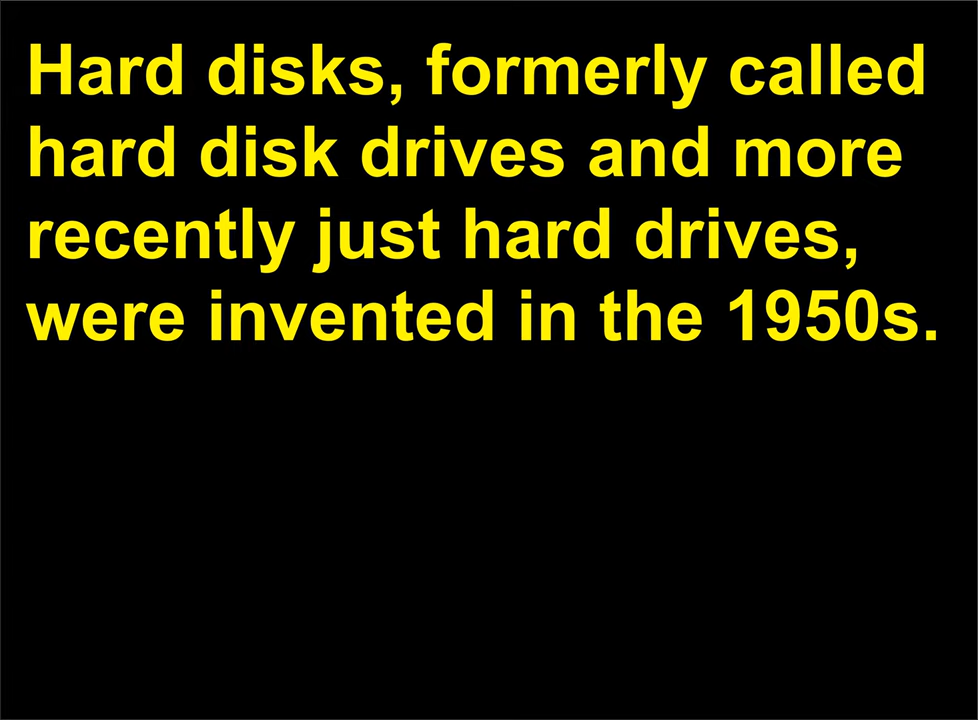 Hard disks, formerly called
hard disk drives and more
recently just hard drives,
were invented in the 1950s.